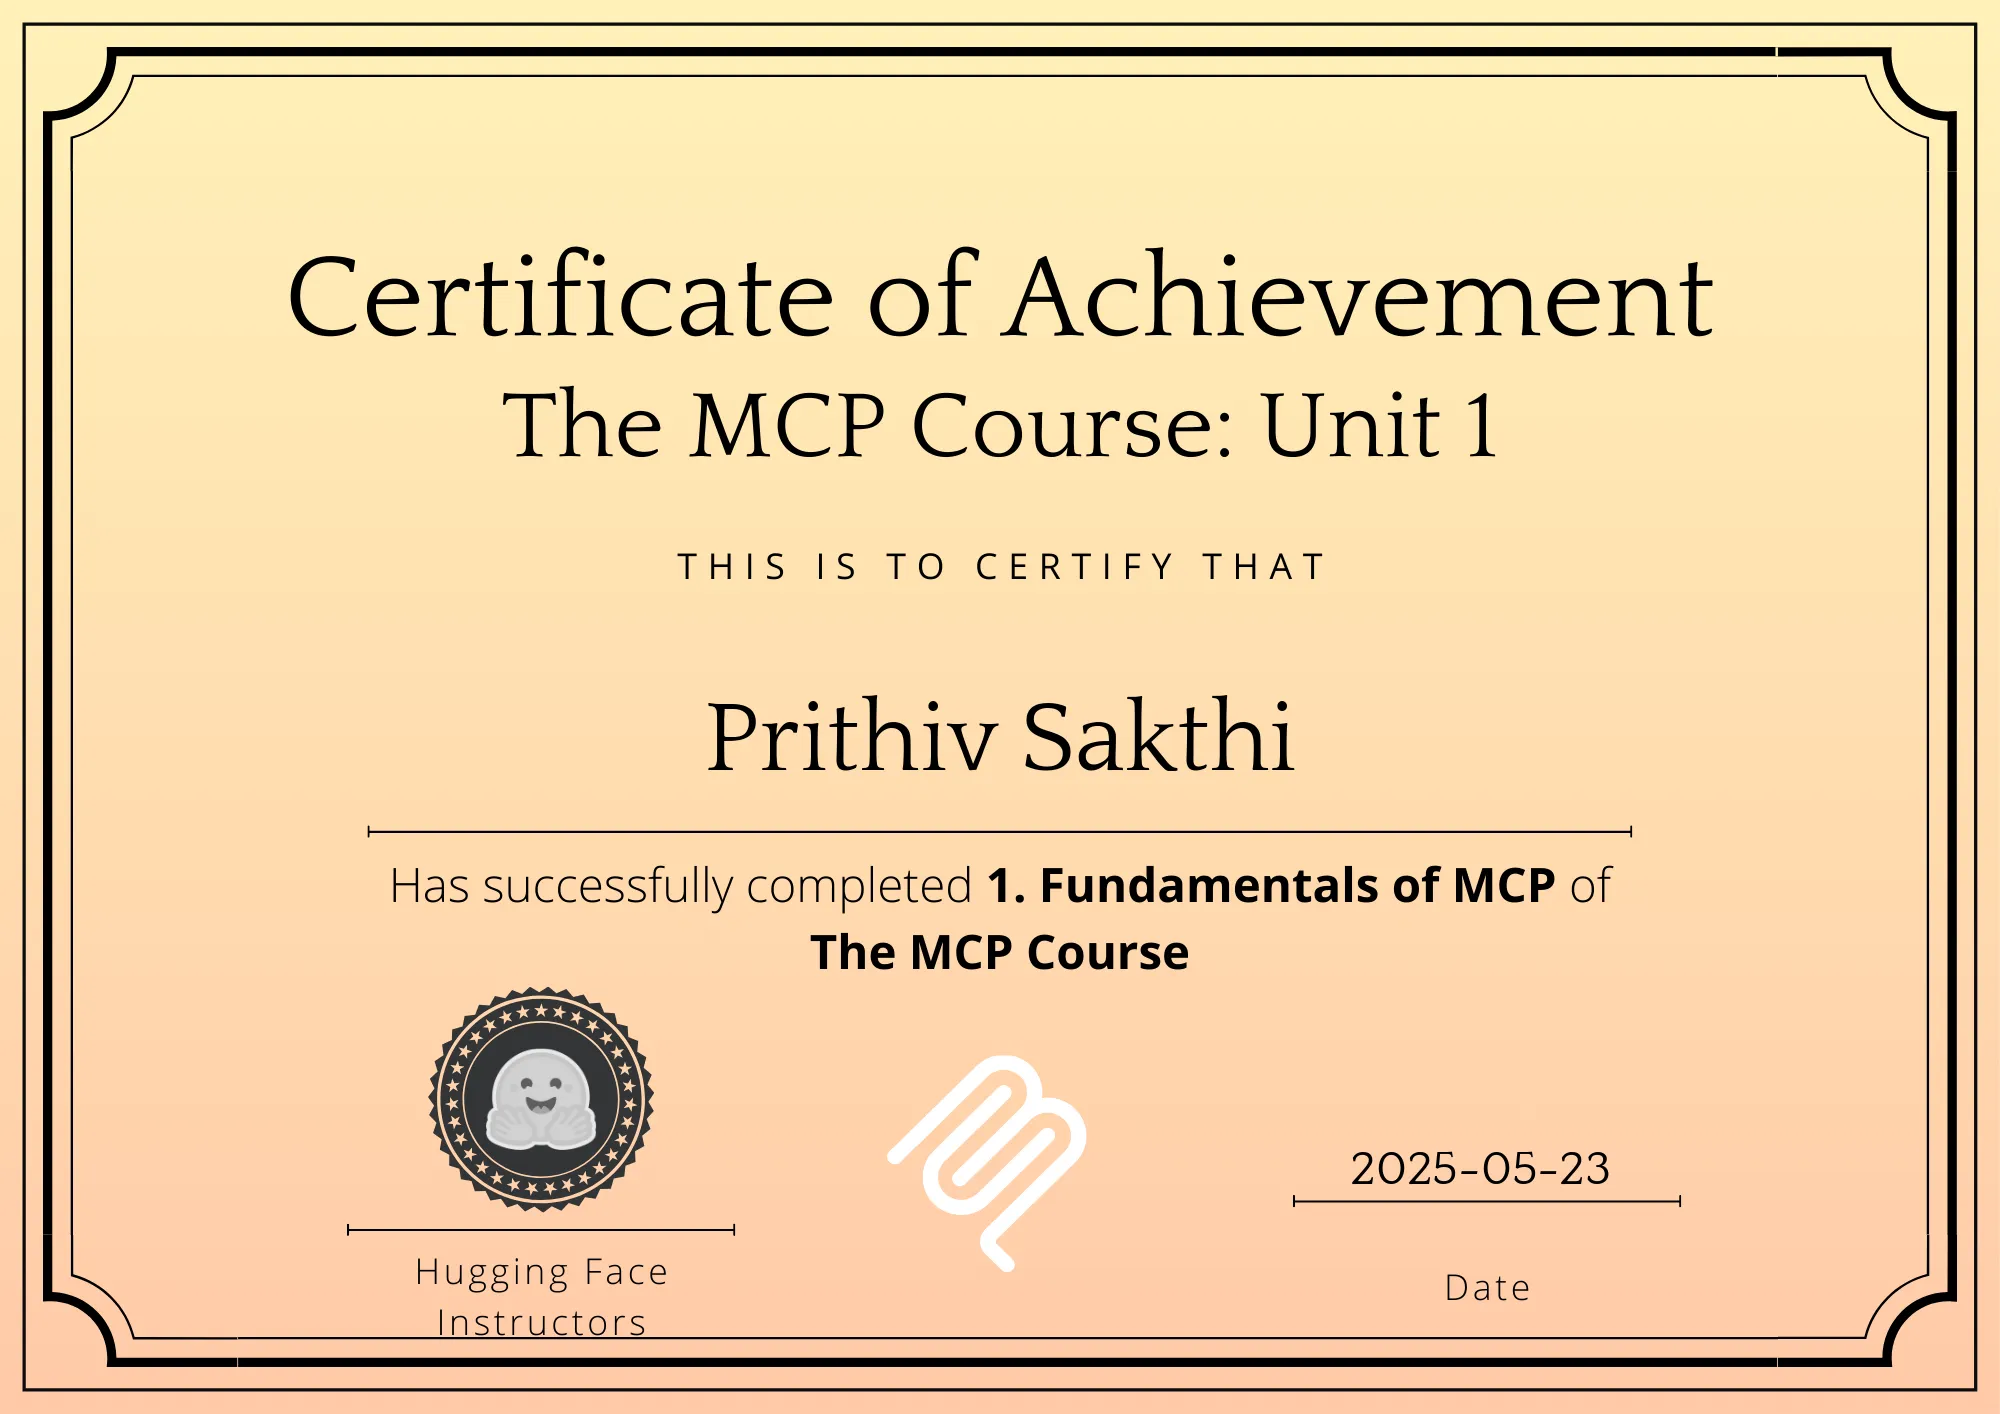 Certificate of Achievement
The MCP Course: Unit 1
THIS IS TO CERTIFY THAT
Prithiv Sakthi
Has successfully completed 1. Fundamentals of MCP of
The MCP Course
2025-05-23
Hugging Face
Instructors
Date